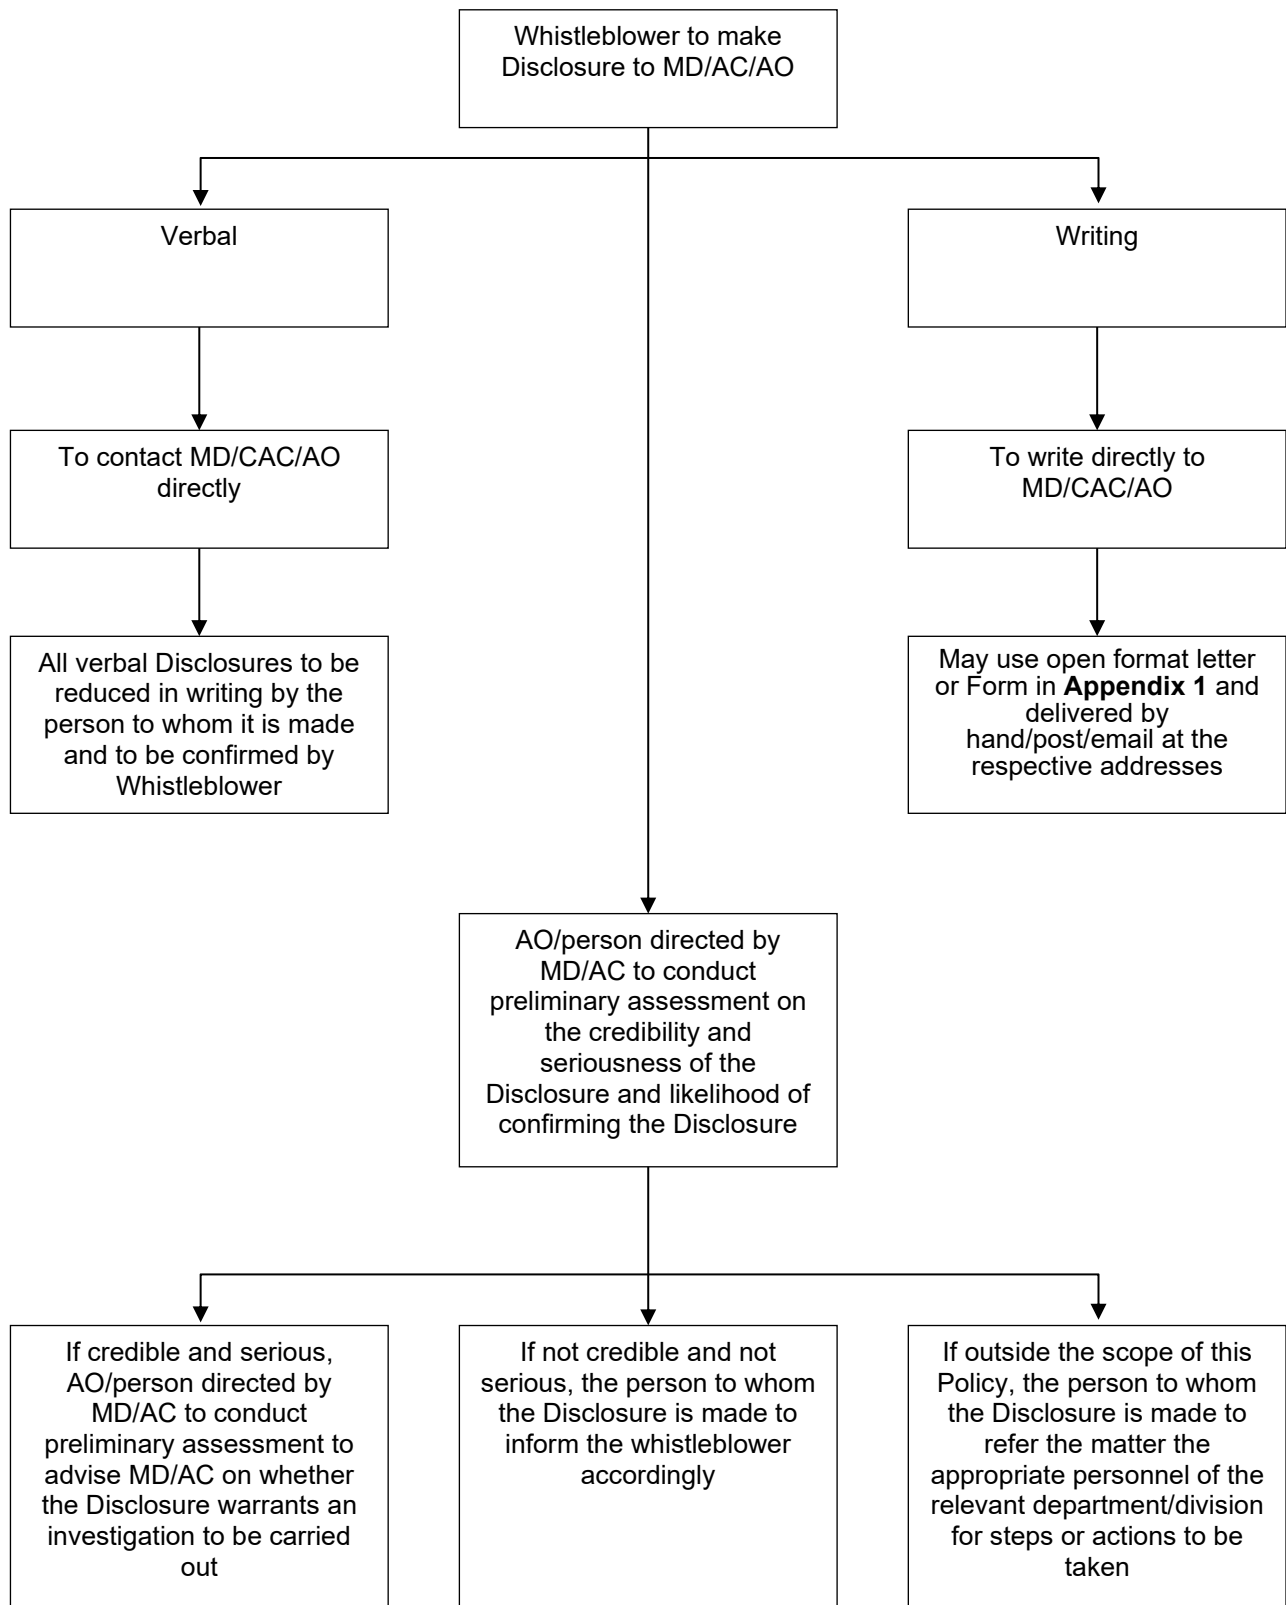 Whistleblower to make
Disclosure to MD/AC/AO
Verbal
Writing
To contact MD/CAC/AO
directly
To write directly to
MD/CAC/AO
All verbal Disclosures to be
reduced in writing by the
person to whom it is made
and to be confirmed by
Whistleblower
May use open format letter
or Form in Appendix 1 and
delivered by
hand/post/email at the
respective addresses
AO/person directed by
MD/AC to conduct
preliminary assessment on
the credibility and
seriousness of the
Disclosure and likelihood of
confirming the Disclosure
If credible and serious,
AO/person directed by
MD/AC to conduct
preliminary assessment to
advise MD/AC on whether
the Disclosure warrants an
investigation to be carried
out
If not credible and not
serious, the person to whom
the Disclosure is made to
inform the whistleblower
accordingly
If outside the scope of this
Policy, the person to whom
the Disclosure is made to
refer the matter the
appropriate personnel of the
relevant department/division
for steps or actions to be
taken